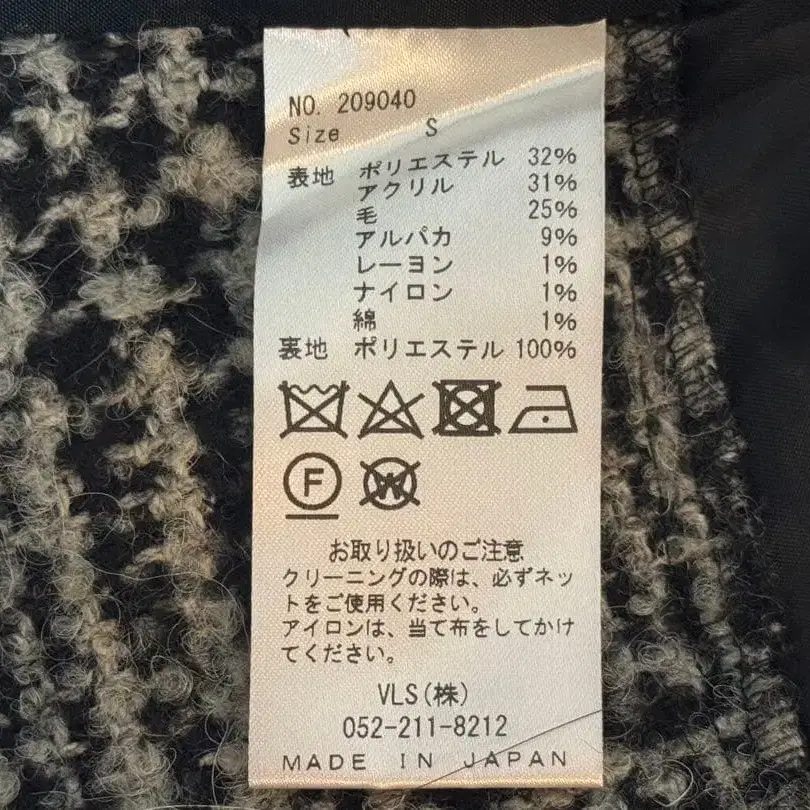 NO. 209040
Size S
表地 ポリエステル 32%
アクリル 31%
毛 25%
アルパカ 9%
レーヨン 1%
ナイロン 1%
綿 1%
裏地 ポリエステル 100%
F W
お取り扱いのご注意
クリーニングの際は、必ずネッ
トをご使用ください。
アイロンは、当て布をしてかけ
てください。
VLS(株)
052-211-8212
MADE IN JAPAN